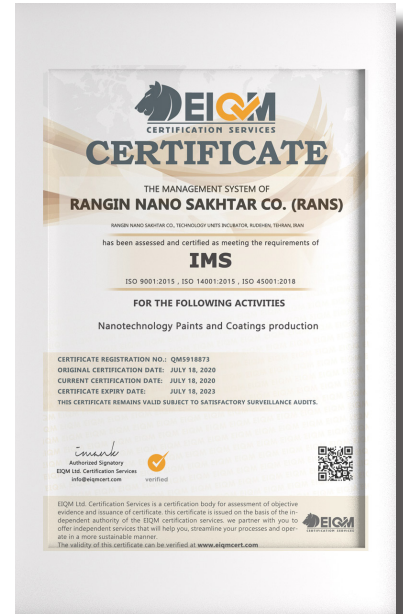 EIQM
CERTIFICATION SERVICES
CERTIFICATE
THE MANAGEMENT SYSTEM OF
RANGIN NANO SAKHTAR CO. (RANS)
RANGIN NANO SAKHTAR CO., TECHNOLOGY UNITS INCUBATOR, RUDEHEN, TEHRAN, IRAN
has been assessed and certified as meeting the requirements of
IMS
ISO 9001:2015 , ISO 14001:2015 , ISO 45001:2018
FOR THE FOLLOWING ACTIVITIES
Nanotechnology Paints and Coatings production
CERTIFICATE REGISTRATION NO.: QM5918873
ORIGINAL CERTIFICATION DATE: JULY 18, 2020
CURRENT CERTIFICATION DATE: JULY 18, 2020
CERTIFICATE EXPIRY DATE: JULY 18, 2023
THIS CERTIFICATE REMAINS VALID SUBJECT TO SATISFACTORY SURVEILLANCE AUDITS.
Authorized Signatory
EIQM Ltd. Certification Services
info@eiqmcert.com
verified
EIQM Ltd. Certification Services is a certification body for assessment of objective
evidence and issuance of certificate. this certificate is issued on the basis of the in-
dependent authority of the EIQM certification services. we partner with you to
offer independent services that will help you, streamline your processes and oper-
ate in a more sustainable manner.
The validity of this certificate can be verified at www.eiqmcert.com
EIQM
CERTIFICATION SERVICES